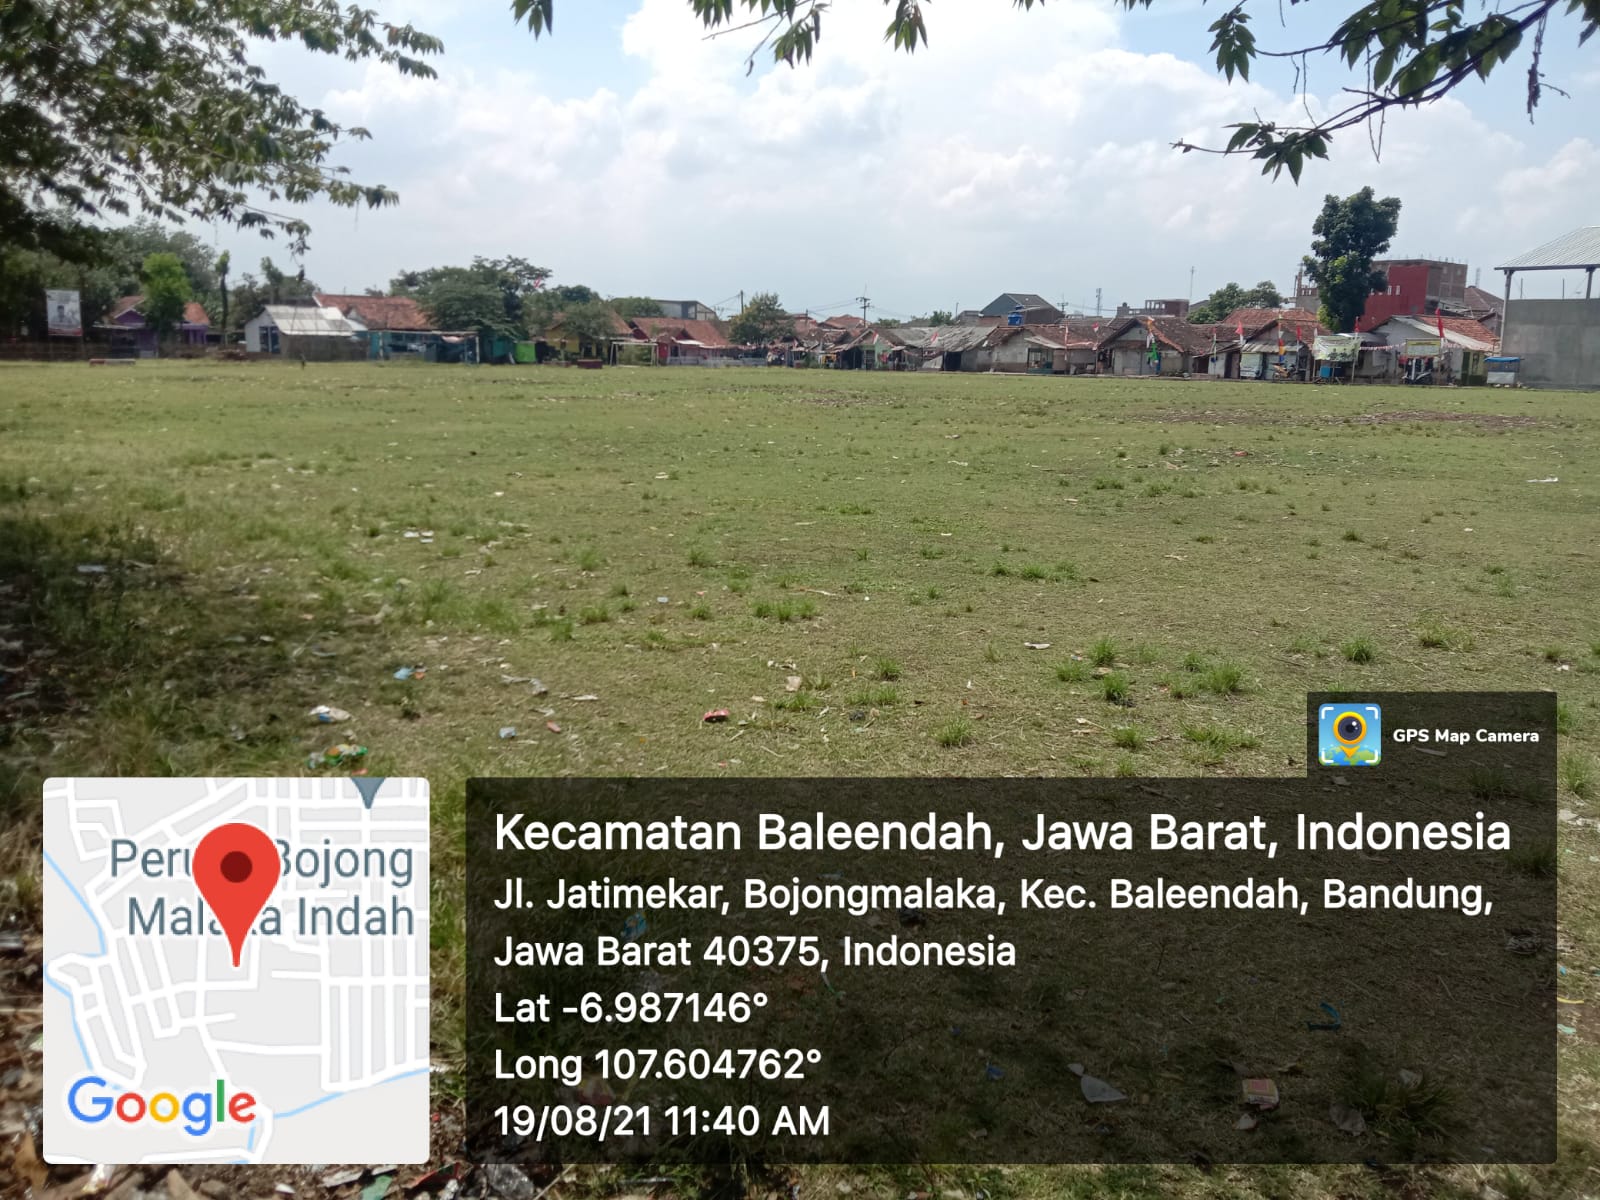 GPS Map Camera
Kecamatan Baleendah, Jawa Barat, Indonesia
Jl. Jatimekar, Bojongmalaka, Kec. Baleendah, Bandung,
Jawa Barat 40375, Indonesia
Lat -6.987146°
Long 107.604762°
19/08/21 11:40 AM
Bojong
Indah
Google